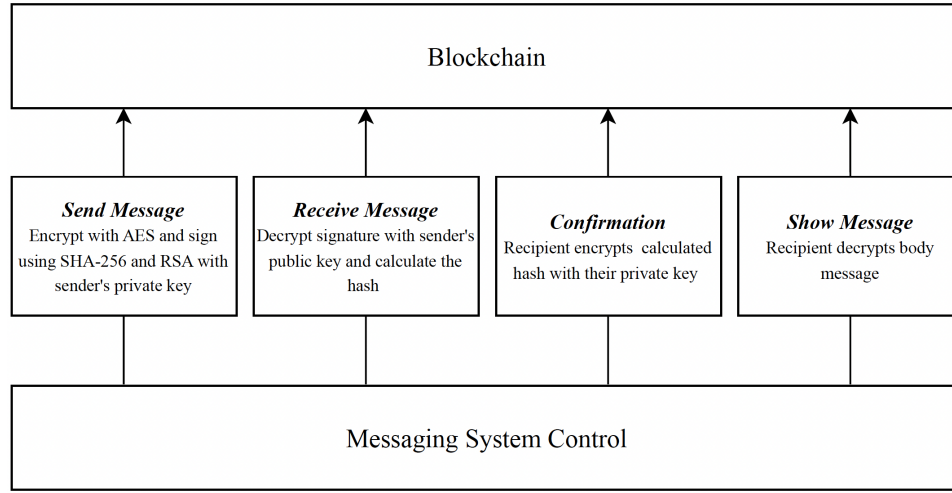 Blockchain
Send Message
Encrypt with AES and sign
using SHA-256 and RSA with
sender's private key
Receive Message
Decrypt signature with sender's
public key and calculate the
hash
Confirmation
Recipient encrypts calculated
hash with their private key
Show Message
Recipient decrypts body
message
Messaging System Control